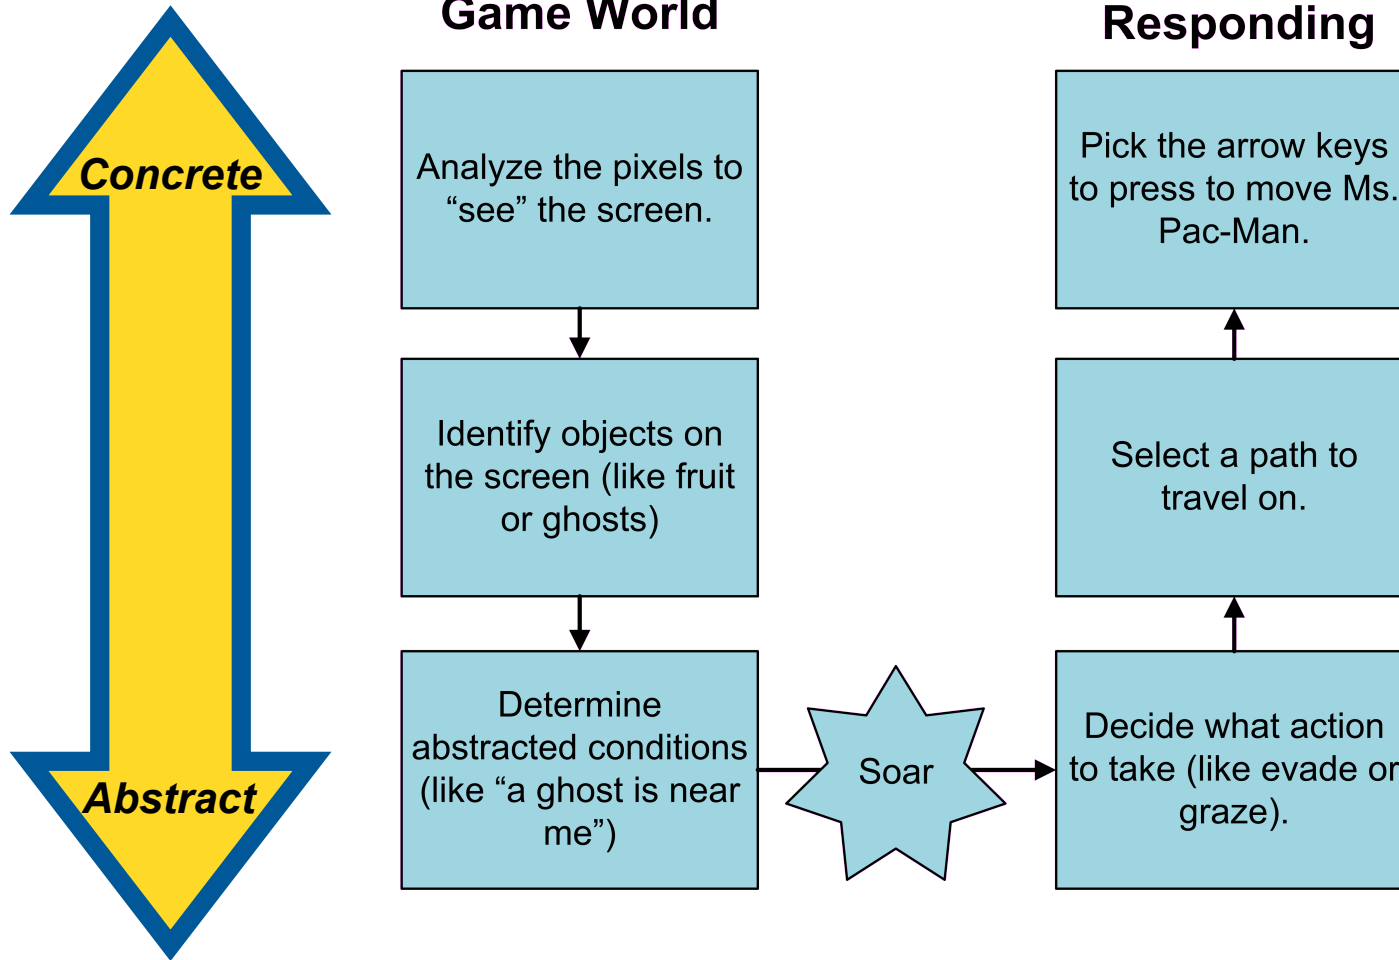 Game World
Responding
Concrete
Analyze the pixels to
“see” the screen.
Pick the arrow keys
to press to move Ms.
Pac-Man.
Identify objects on
the screen (like fruit
or ghosts)
Select a path to
travel on.
Abstract
Determine
abstracted conditions
(like “a ghost is near
me”)
Soar
Decide what action
to take (like evade or
graze).